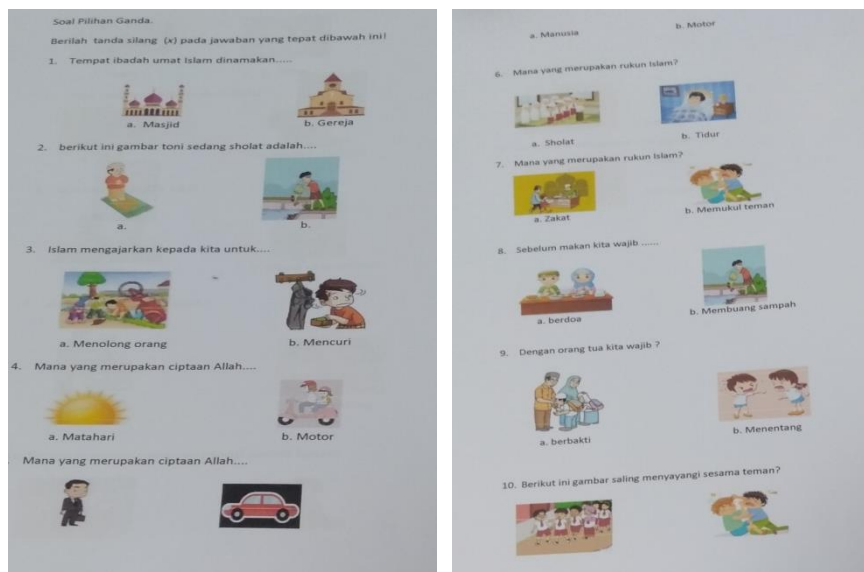 Soal Pilihan Ganda.
Berilah tanda silang (x) pada jawaban yang tepat dibawah ini!
1. Tempat ibadah umat Islam dinamakan.....
a. Masjid b. Gereja
2. berikut ini gambar toni sedang sholat adalah....
a. b.
3. Islam mengajarkan kepada kita untuk....
a. Menolong orang b. Mencuri
4. Mana yang merupakan ciptaan Allah....
a. Matahari b. Motor
. Mana yang merupakan ciptaan Allah....
a. Manusia b. Motor
6. Mana yang merupakan rukun Islam?
a. Sholat b. Tidur
7. Mana yang merupakan rukun Islam?
a. Zakat b. Memukul teman
8. Sebelum makan kita wajib ......
a. berdoa b. Membuang sampah
9. Dengan orang tua kita wajib ?
a. berbakti b. Menentang
10. Berikut ini gambar saling menyayangi sesama teman?